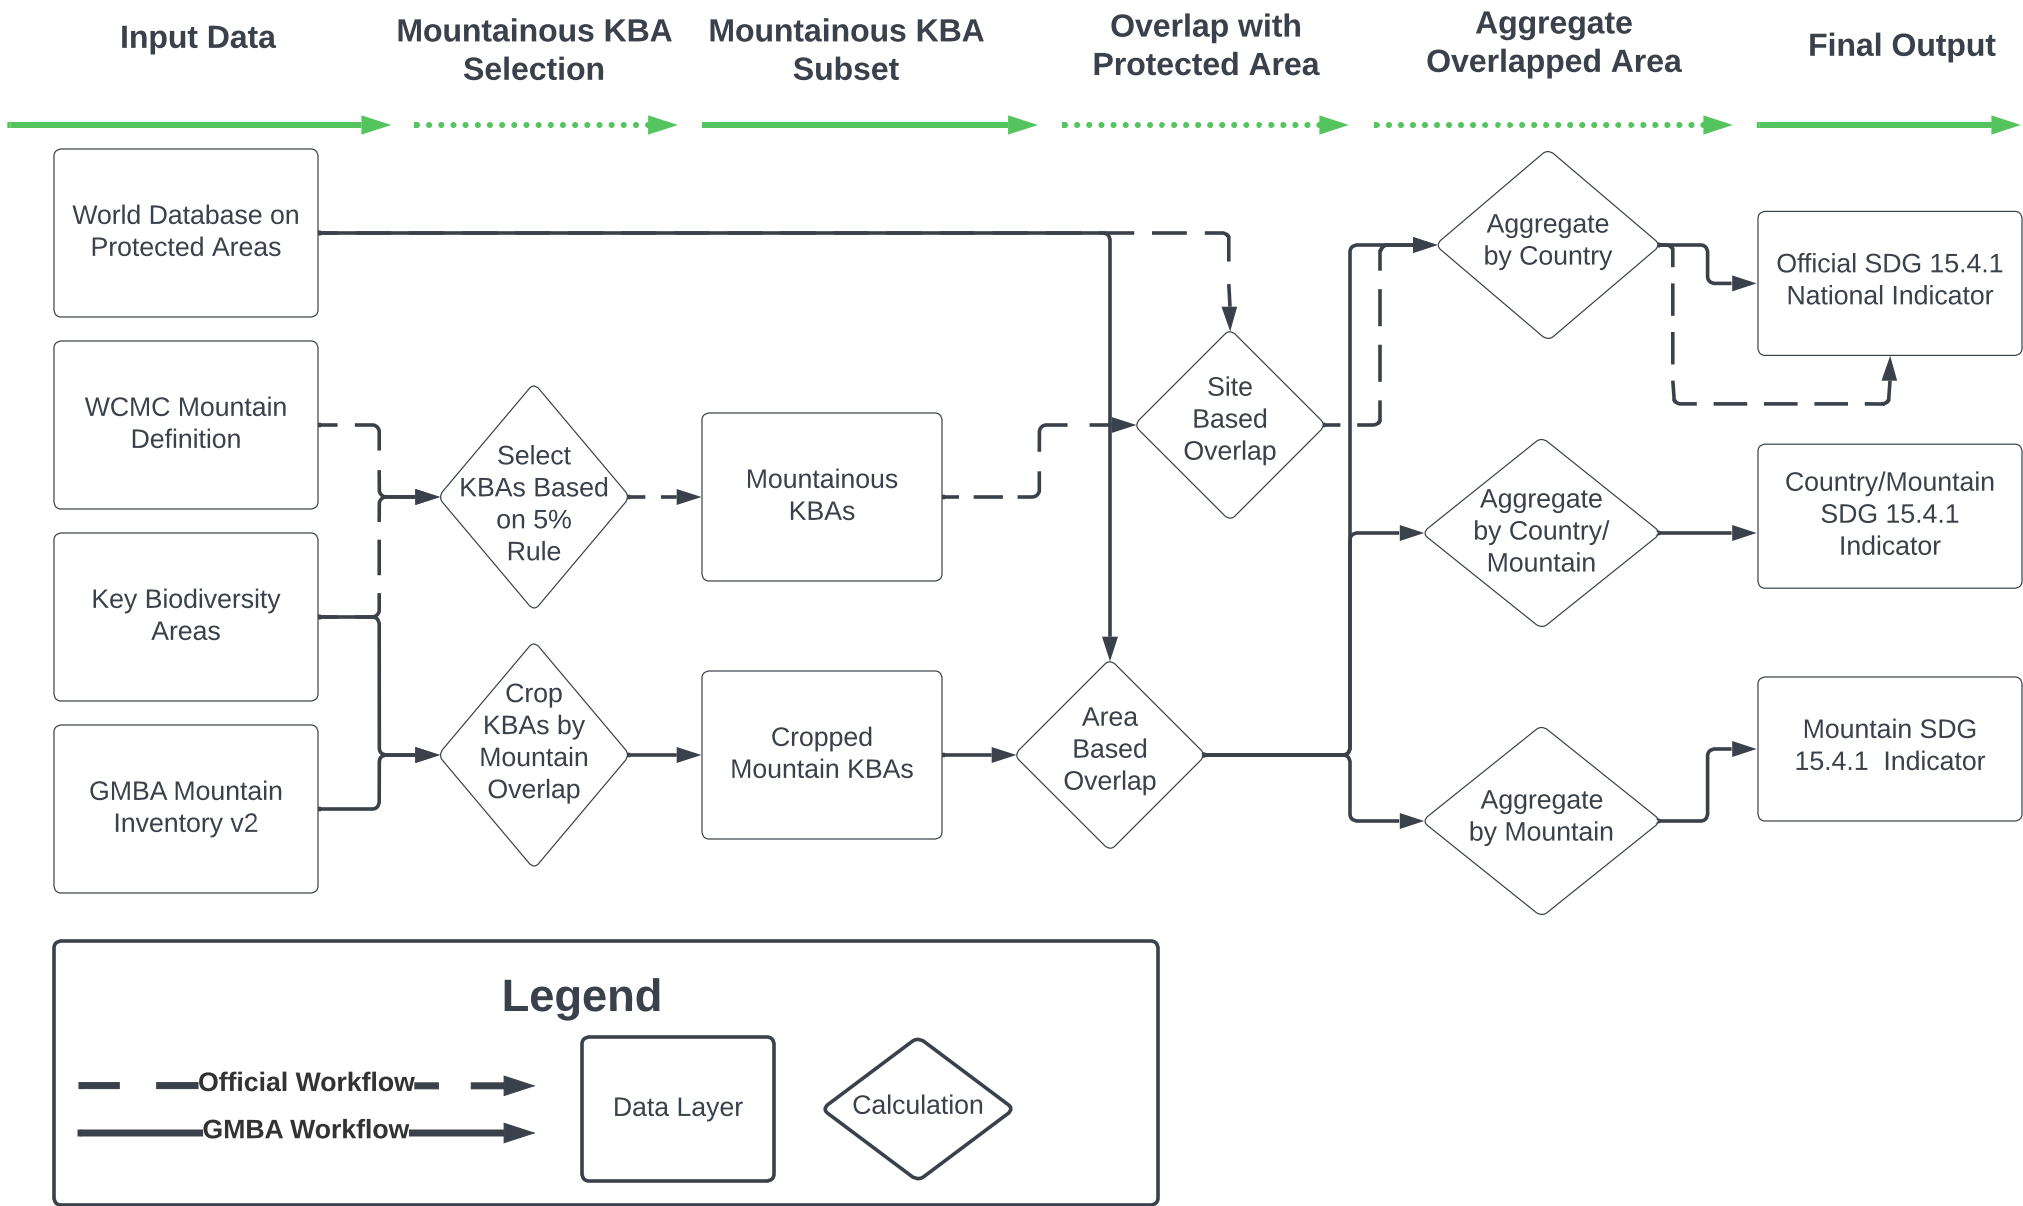 Input Data
Mountainous KBA
Selection
Mountainous KBA
Subset
Overlap with
Protected Area
Aggregate
Overlapped Area
Final Output
World Database on
Protected Areas
WCMC Mountain
Definition
Key Biodiversity
Areas
GMBA Mountain
Inventory v2
Select
KBAs Based
on 5%
Rule
Crop
KBAs by
Mountain
Overlap
Mountainous
KBAs
Cropped
Mountain KBAs
Site
Based
Overlap
Area
Based
Overlap
Aggregate
by Country
Aggregate
by Country/
Mountain
Aggregate
by Mountain
Official SDG 15.4.1
National Indicator
Country/Mountain
SDG 15.4.1
Indicator
Mountain SDG
15.4.1  Indicator
Legend
Official Workflow
GMBA Workflow
Data Layer
Calculation